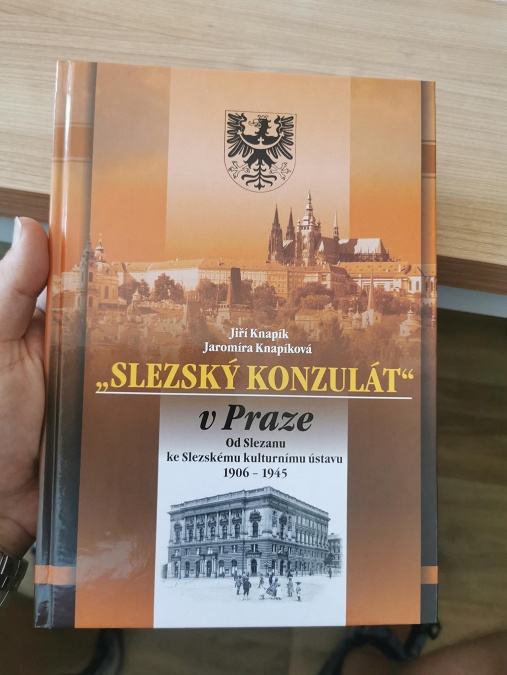 Jiří Knapík
Jaromíra Knapíková
„SLEZSKÝ KONZULÁT“
v Praze
Od Slezanu
ke Slezskému kulturnímu ústavu
1906 – 1945